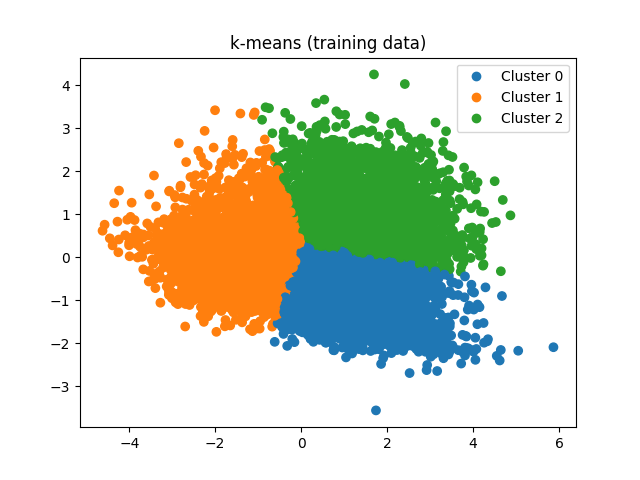 k-means (training data)
Cluster 0
Cluster 1
Cluster 2
4
3
2
1
0
−1
−2
−3
−4 −2 0 2 4 6